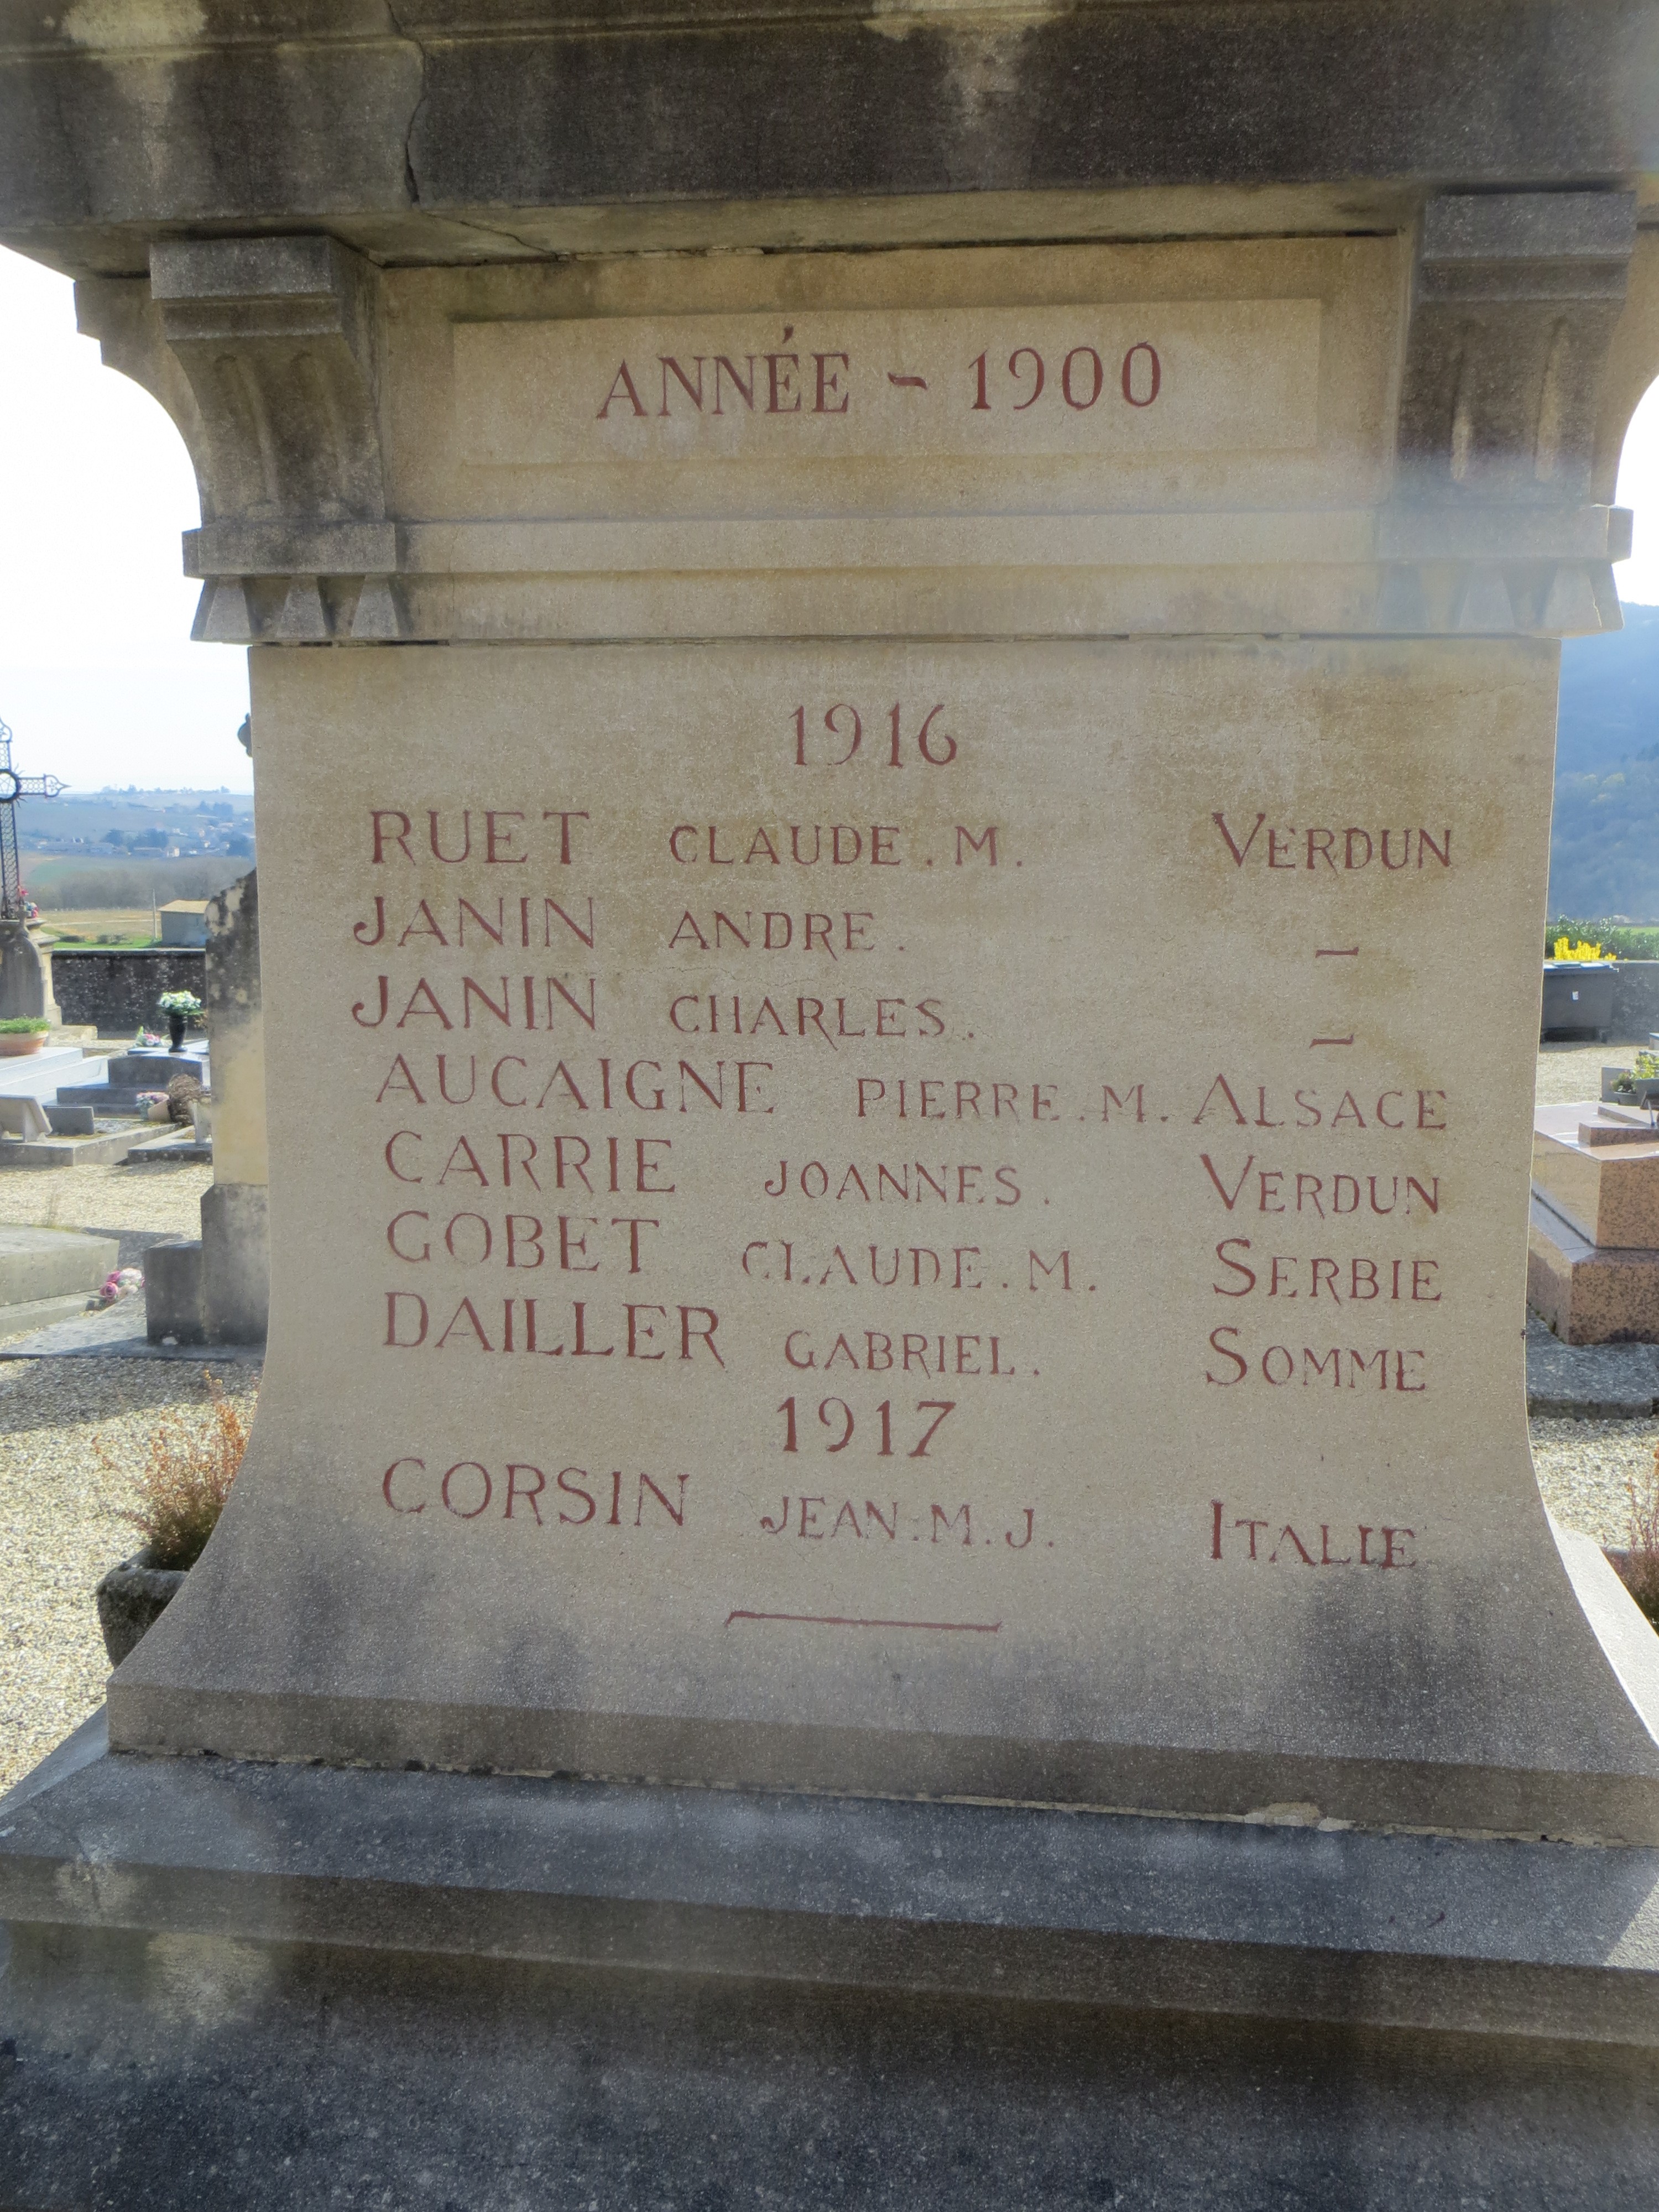 ANNÉE - 1900
1916
RUET CLAUDE.M. VERDUN
JANIN ANDRE. -
JANIN CHARLES. -
AUCAIGNE PIERRE.M. ALSACE
CARRIE JOANNES. VERDUN
GOBET CLAUDE.M. SERBIE
DAILLER GABRIEL. SOMME
1917
CORSIN JEAN.M.J. ITALIE